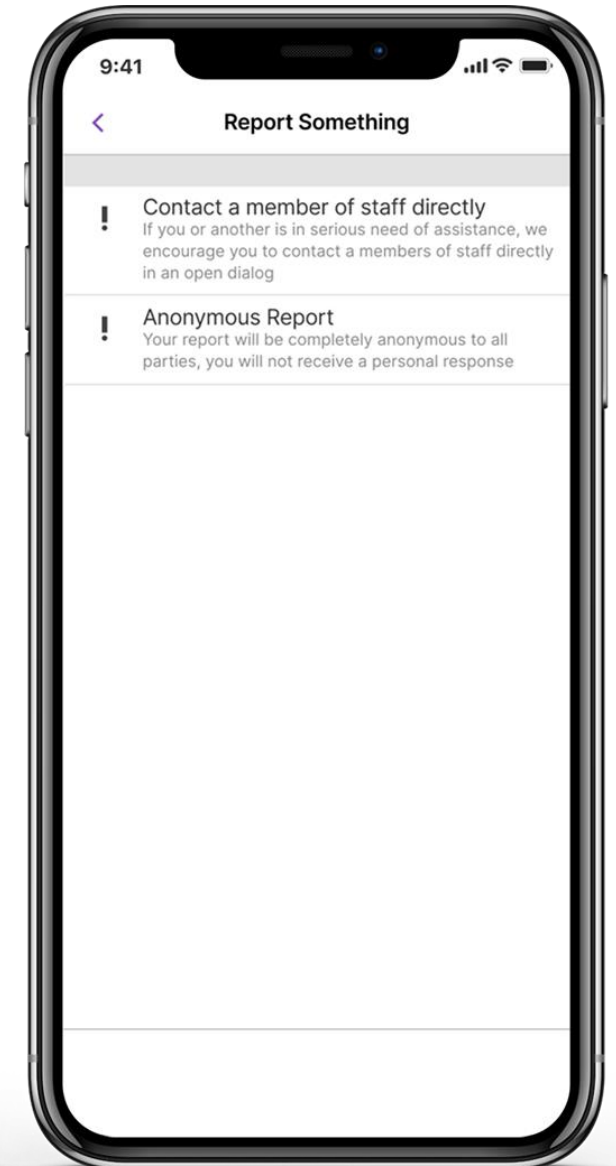 9:41
Report Something
Contact a member of staff directly
If you or another is in serious need of assistance, we
encourage you to contact a members of staff directly
in an open dialog
Anonymous Report
Your report will be completely anonymous to all
parties, you will not receive a personal response